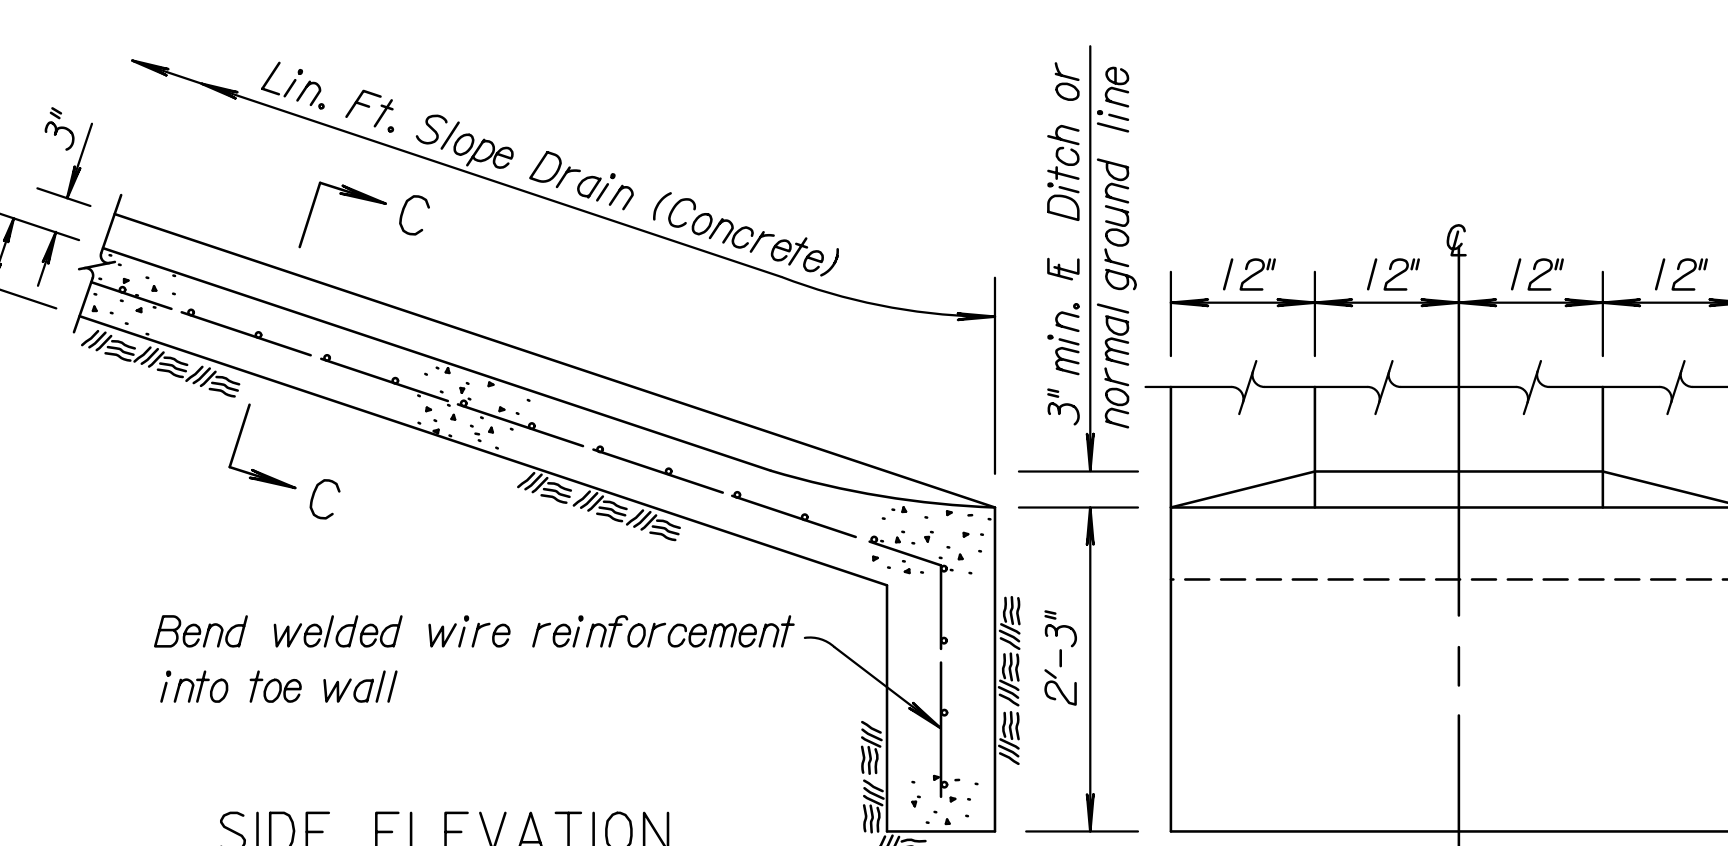 Lin. Ft. Slope Drain (Concrete)
3"
C
C
3" min. ℄ Ditch or
normal ground line
℄
12" 12" 12" 12"
2'-3"
Bend welded wire reinforcement
into toe wall
SIDE ELEVATION